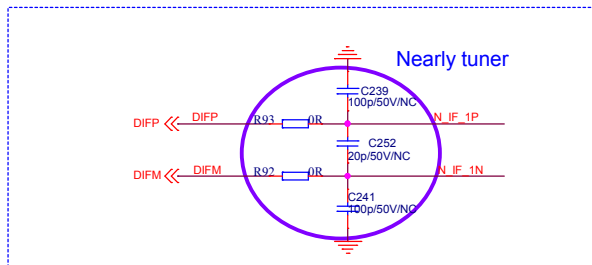 Nearly tuner
C239
100p/50V/NC
DIFP DIFP R93 0R N_IF_1P
C252
20p/50V/NC
DIFM DIFM R92 0R N_IF_1N
C241
100p/50V/NC